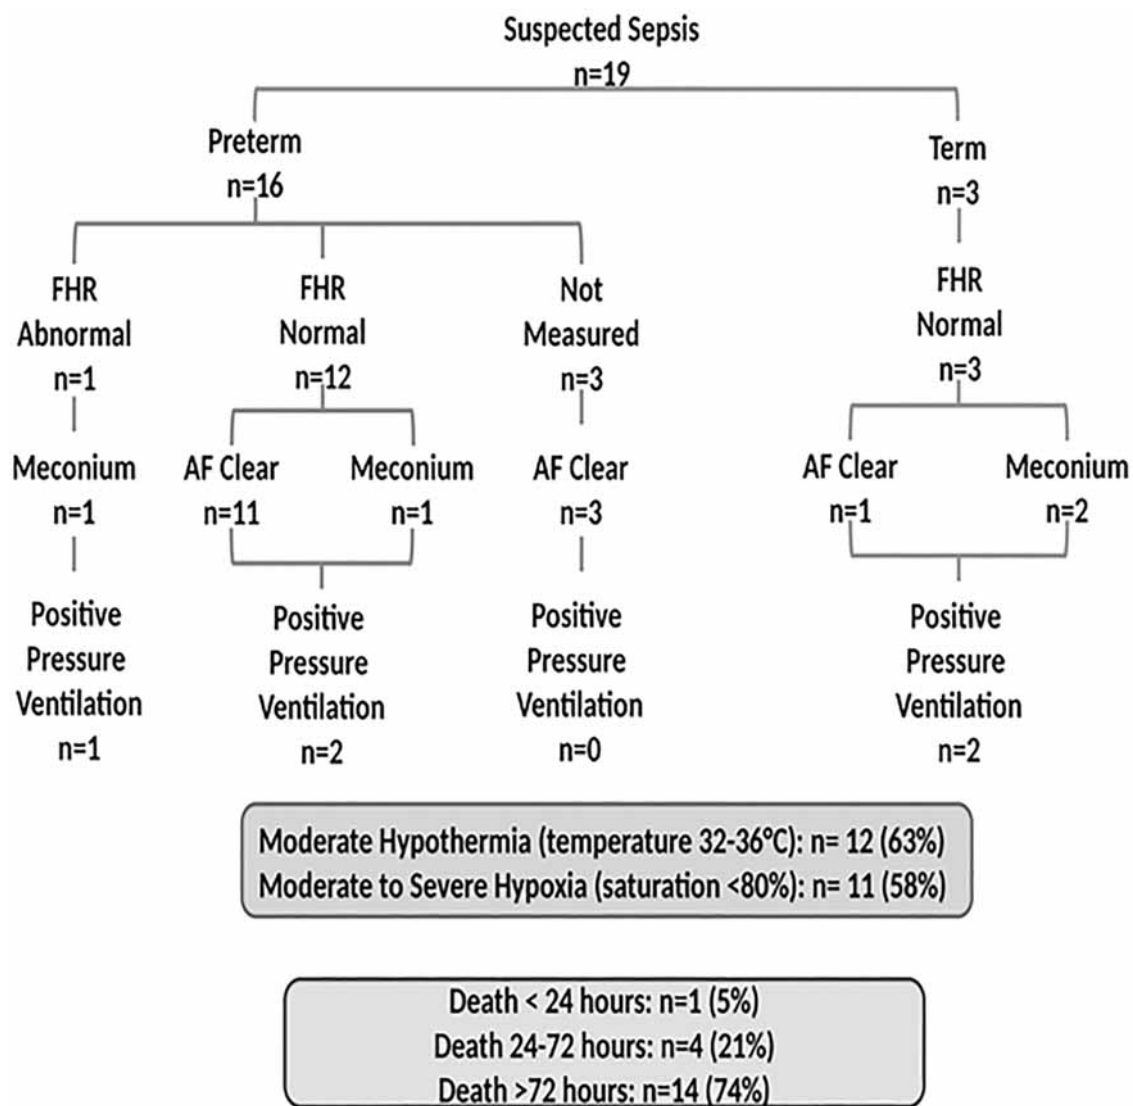 Suspected Sepsis
n=19
Preterm
n=16
Term
n=3
FHR
Abnormal
n=1
FHR
Normal
n=12
Not
Measured
n=3
FHR
Normal
n=3
Meconium
n=1
AF Clear
n=11
Meconium
n=1
AF Clear
n=3
AF Clear
n=1
Meconium
n=2
Positive
Pressure
Ventilation
n=1
Positive
Pressure
Ventilation
n=2
Positive
Pressure
Ventilation
n=0
Positive
Pressure
Ventilation
n=2
Moderate Hypothermia (temperature 32-36°C): n= 12 (63%)
Moderate to Severe Hypoxia (saturation <80%): n= 11 (58%)
Death < 24 hours: n=1 (5%)
Death 24-72 hours: n=4 (21%)
Death >72 hours: n=14 (74%)